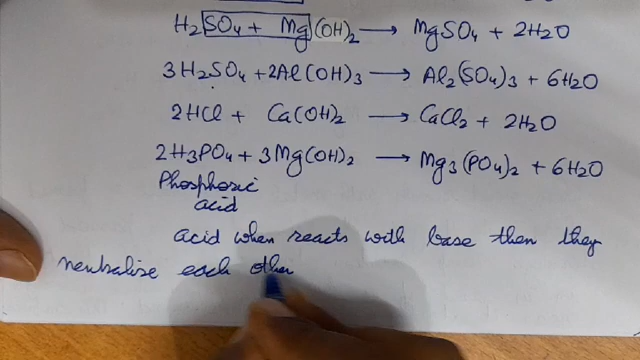 H₂SO₄ + Mg(OH)₂ → MgSO₄ + 2H₂O
3H₂SO₄ + 2Al(OH)₃ → Al₂(SO₄)₃ + 6H₂O
2HCl + Ca(OH)₂ → CaCl₂ + 2H₂O
2H₃PO₄ + 3Mg(OH)₂ → Mg₃(PO₄)₂ + 6H₂O
Phosphoric
acid
acid when reacts with base then they
neutralise each other